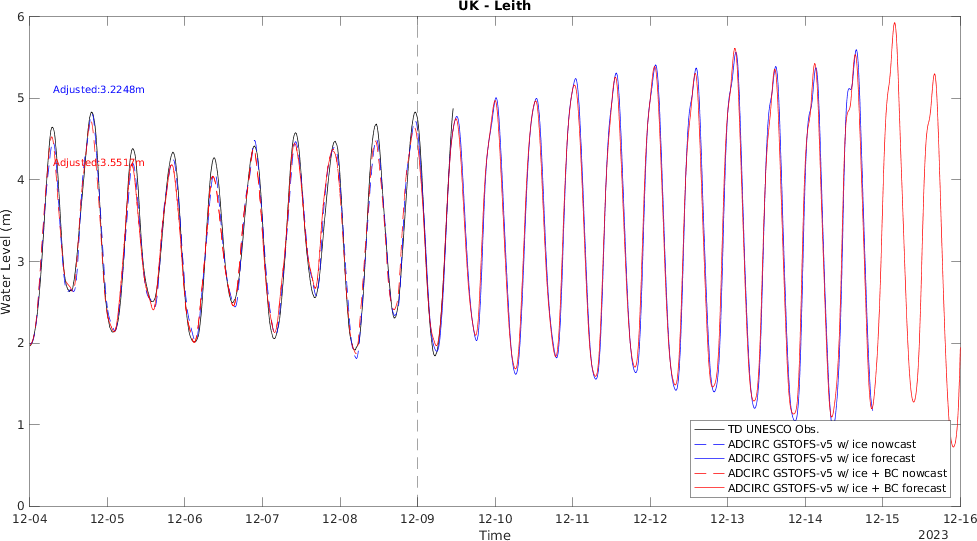 UK - Leith
6
5
4
3
2
1
0
Water Level (m)
Adjusted:3.2248m
Adjusted:3.5517m
TD UNESCO Obs.
ADCIRC GSTOFS-v5 w/ ice nowcast
ADCIRC GSTOFS-v5 w/ ice forecast
ADCIRC GSTOFS-v5 w/ ice + BC nowcast
ADCIRC GSTOFS-v5 w/ ice + BC forecast
12-04 12-05 12-06 12-07 12-08 12-09 12-10 12-11 12-12 12-13 12-14 12-15 12-16
Time
2023